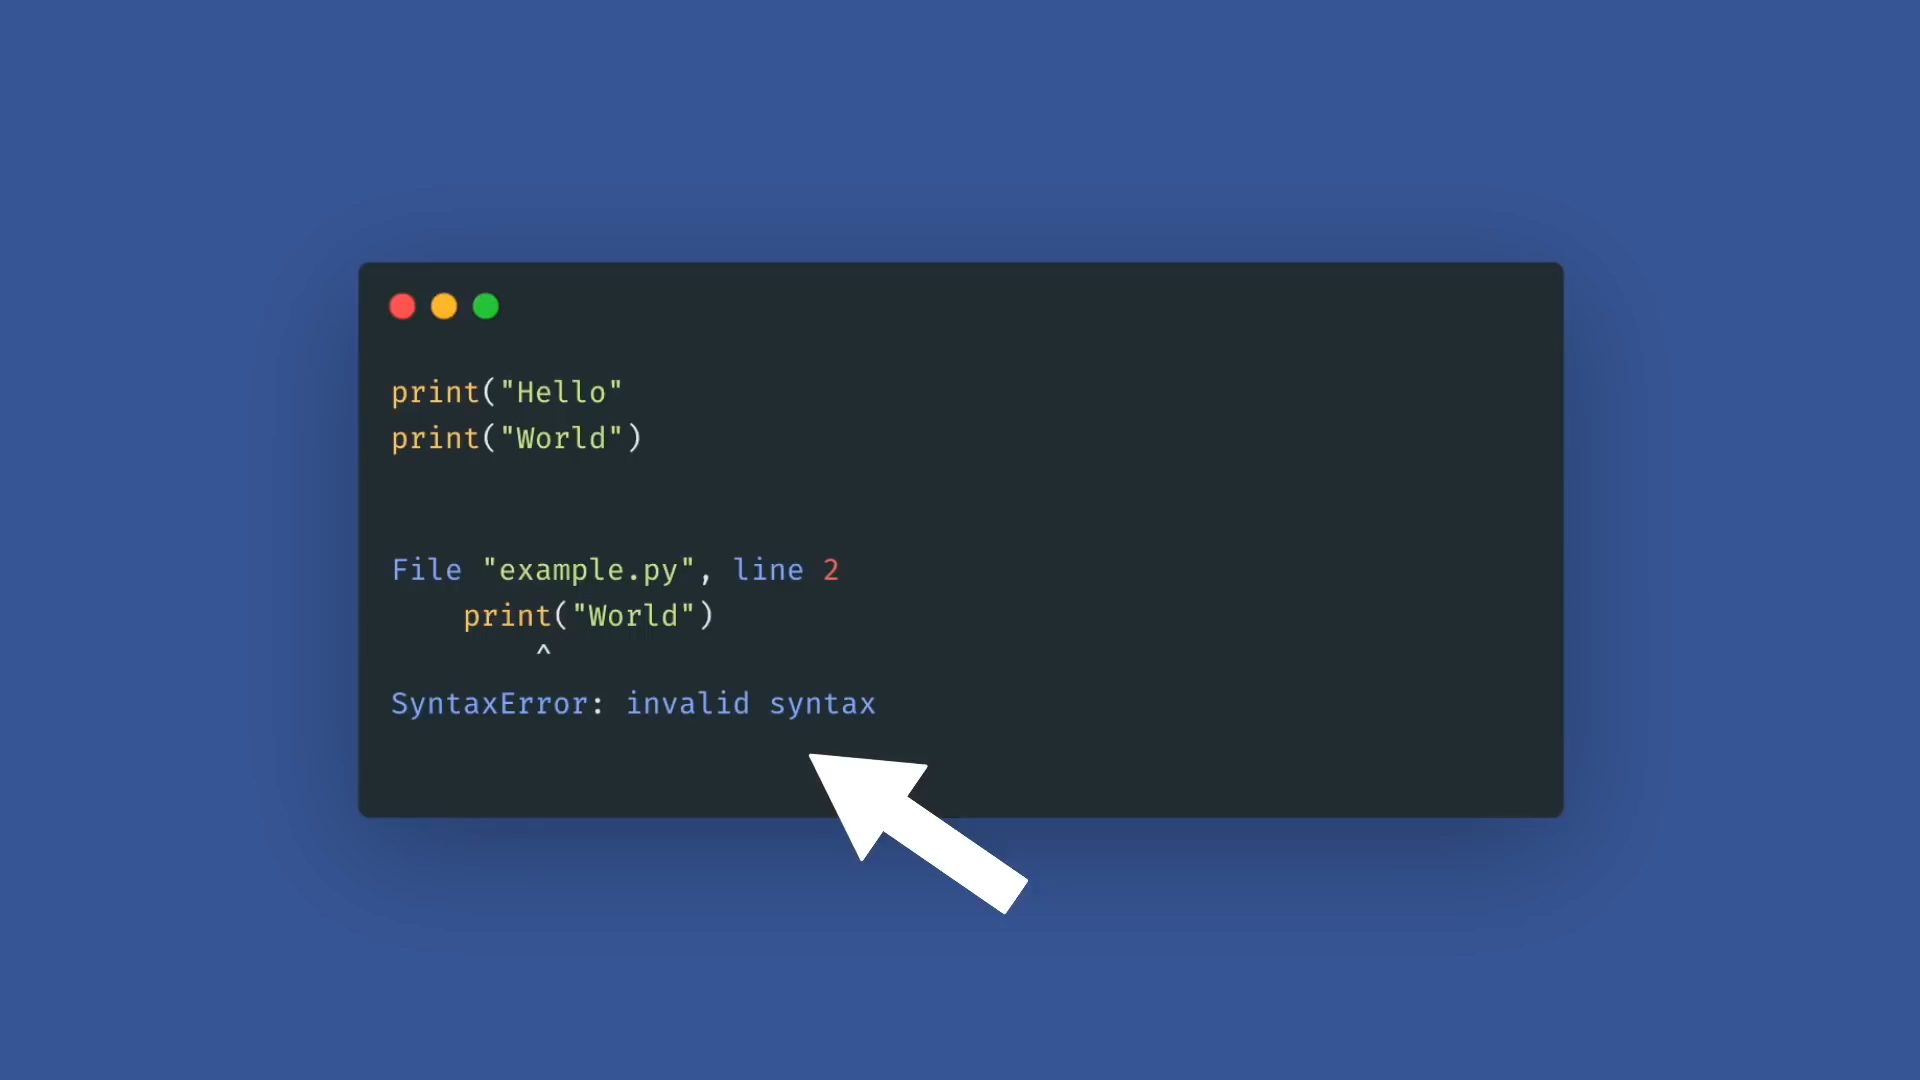 print("Hello"
print("World")
File "example.py", line 2
    print("World")
        ^
SyntaxError: invalid syntax